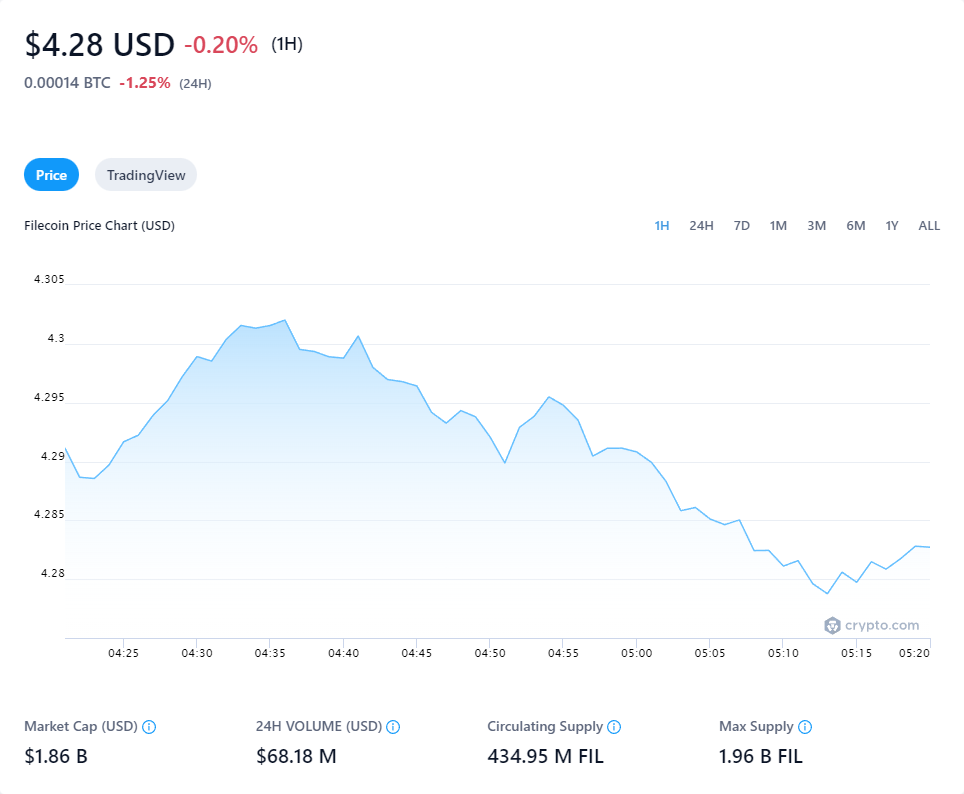 $4.28 USD -0.20% (1H)
0.00014 BTC -1.25% (24H)
Price TradingView
Filecoin Price Chart (USD) 1H 24H 7D 1M 3M 6M 1Y ALL
4.305
4.3
4.295
4.29
4.285
4.28
crypto.com
04:25 04:30 04:35 04:40 04:45 04:50 04:55 05:00 05:05 05:10 05:15 05:20
Market Cap (USD) 24H VOLUME (USD) Circulating Supply Max Supply
$1.86 B $68.18 M 434.95 M FIL 1.96 B FIL